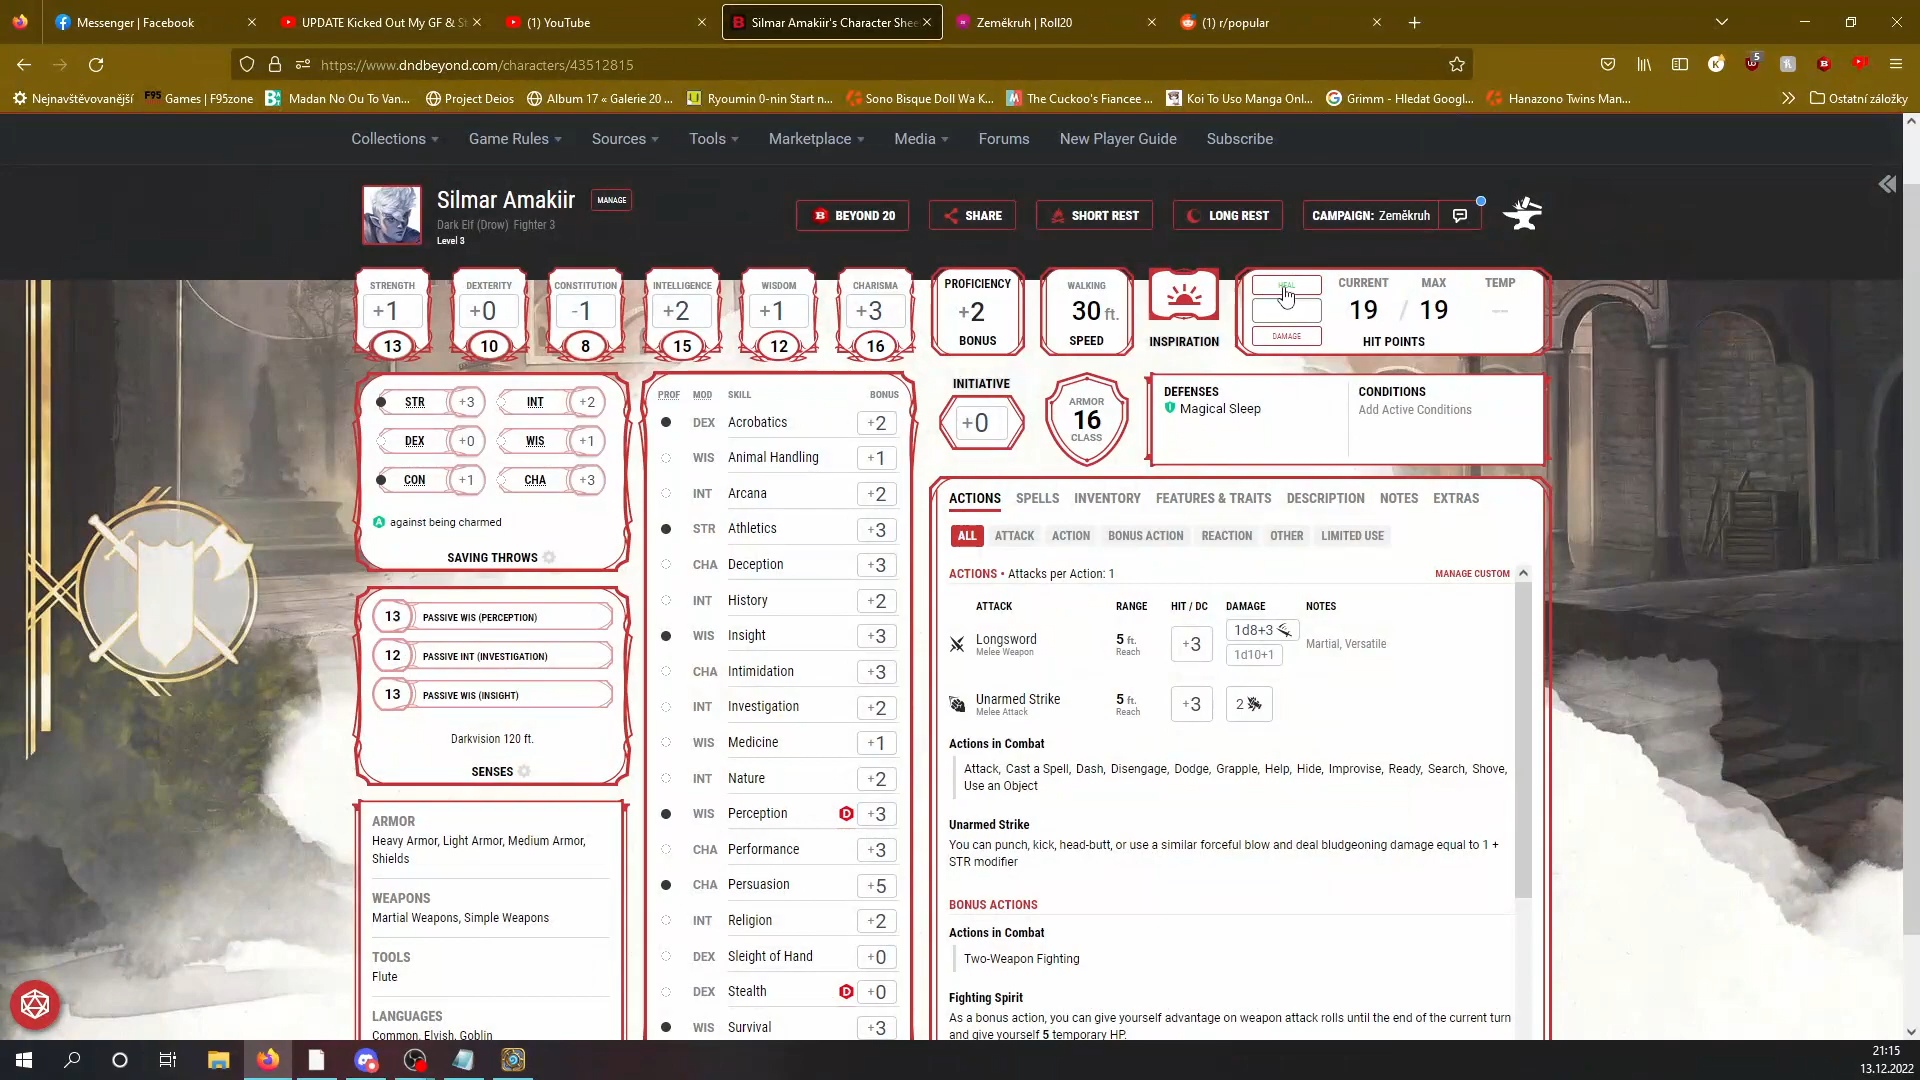 Messenger | Facebook
UPDATE Kicked Out My GF & St
(1) YouTube
Silmar Amakiir's Character Shee
Zeměkruh | Roll20
(1) r/popular
https://www.dndbeyond.com/characters/43512815
5
Nejnavštěvovanější
F95 Games | F95zone
Madan No Ou To Van...
Project Deios
Album 17 « Galerie 20 ...
Ryoumin 0-nin Start n...
Sono Bisque Doll Wa K...
The Cuckoo's Fiancee ...
Koi To Uso Manga Onl...
Grimm - Hledat Googl...
Hanazono Twins Man...
Ostatní záložky
Collections
Game Rules
Sources
Tools
Marketplace
Media
Forums
New Player Guide
Subscribe
Silmar Amakiir
MANAGE
Dark Elf (Drow) Fighter 3
Level 3
BEYOND 20
SHARE
SHORT REST
LONG REST
CAMPAIGN: Zeměkruh
STRENGTH
+1
13
DEXTERITY
+0
10
CONSTITUTION
-1
8
INTELLIGENCE
+2
15
WISDOM
+1
12
CHARISMA
+3
16
PROFICIENCY
+2
BONUS
WALKING
30 ft.
SPEED
INSPIRATION
HEAL
DAMAGE
CURRENT MAX TEMP
19 / 19 --
HIT POINTS
STR +3 INT +2
DEX +0 WIS +1
CON +1 CHA +3
against being charmed
SAVING THROWS
13 PASSIVE WIS (PERCEPTION)
12 PASSIVE INT (INVESTIGATION)
13 PASSIVE WIS (INSIGHT)
Darkvision 120 ft.
SENSES
ARMOR
Heavy Armor, Light Armor, Medium Armor,
Shields
WEAPONS
Martial Weapons, Simple Weapons
TOOLS
Flute
LANGUAGES
Common, Elvish, Goblin
PROF MOD SKILL BONUS
DEX Acrobatics +2
WIS Animal Handling +1
INT Arcana +2
STR Athletics +3
CHA Deception +3
INT History +2
WIS Insight +3
CHA Intimidation +3
INT Investigation +2
WIS Medicine +1
INT Nature +2
WIS Perception D +3
CHA Performance +3
CHA Persuasion +5
INT Religion +2
DEX Sleight of Hand +0
DEX Stealth D +0
WIS Survival +3
INITIATIVE
+0
ARMOR
16
CLASS
DEFENSES
Magical Sleep
CONDITIONS
Add Active Conditions
ACTIONS SPELLS INVENTORY FEATURES & TRAITS DESCRIPTION NOTES EXTRAS
ALL ATTACK ACTION BONUS ACTION REACTION OTHER LIMITED USE
ACTIONS • Attacks per Action: 1
MANAGE CUSTOM
ATTACK RANGE HIT / DC DAMAGE NOTES
Longsword
Melee Weapon
5 ft.
Reach
+3
1d8+3
1d10+1
Martial, Versatile
Unarmed Strike
Melee Attack
5 ft.
Reach
+3
2
Actions in Combat
Attack, Cast a Spell, Dash, Disengage, Dodge, Grapple, Help, Hide, Improvise, Ready, Search, Shove,
Use an Object
Unarmed Strike
You can punch, kick, head-butt, or use a similar forceful blow and deal bludgeoning damage equal to 1 +
STR modifier
BONUS ACTIONS
Actions in Combat
Two-Weapon Fighting
Fighting Spirit
As a bonus action, you can give yourself advantage on weapon attack rolls until the end of the current turn
and give yourself 5 temporary HP.
21:15
13.12.2022